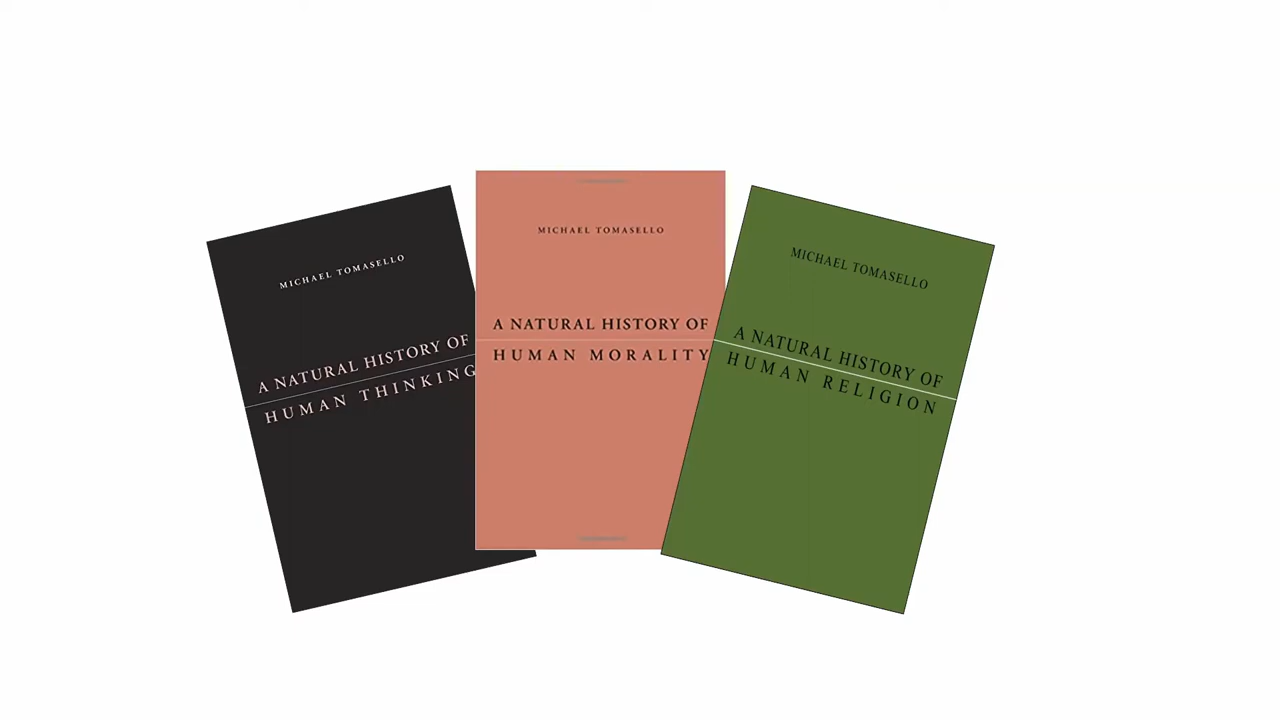 MICHAEL TOMASELLO
A NATURAL HISTORY OF
HUMAN THINKING
MICHAEL TOMASELLO
A NATURAL HISTORY OF
HUMAN MORALITY
MICHAEL TOMASELLO
A NATURAL HISTORY OF
HUMAN RELIGION